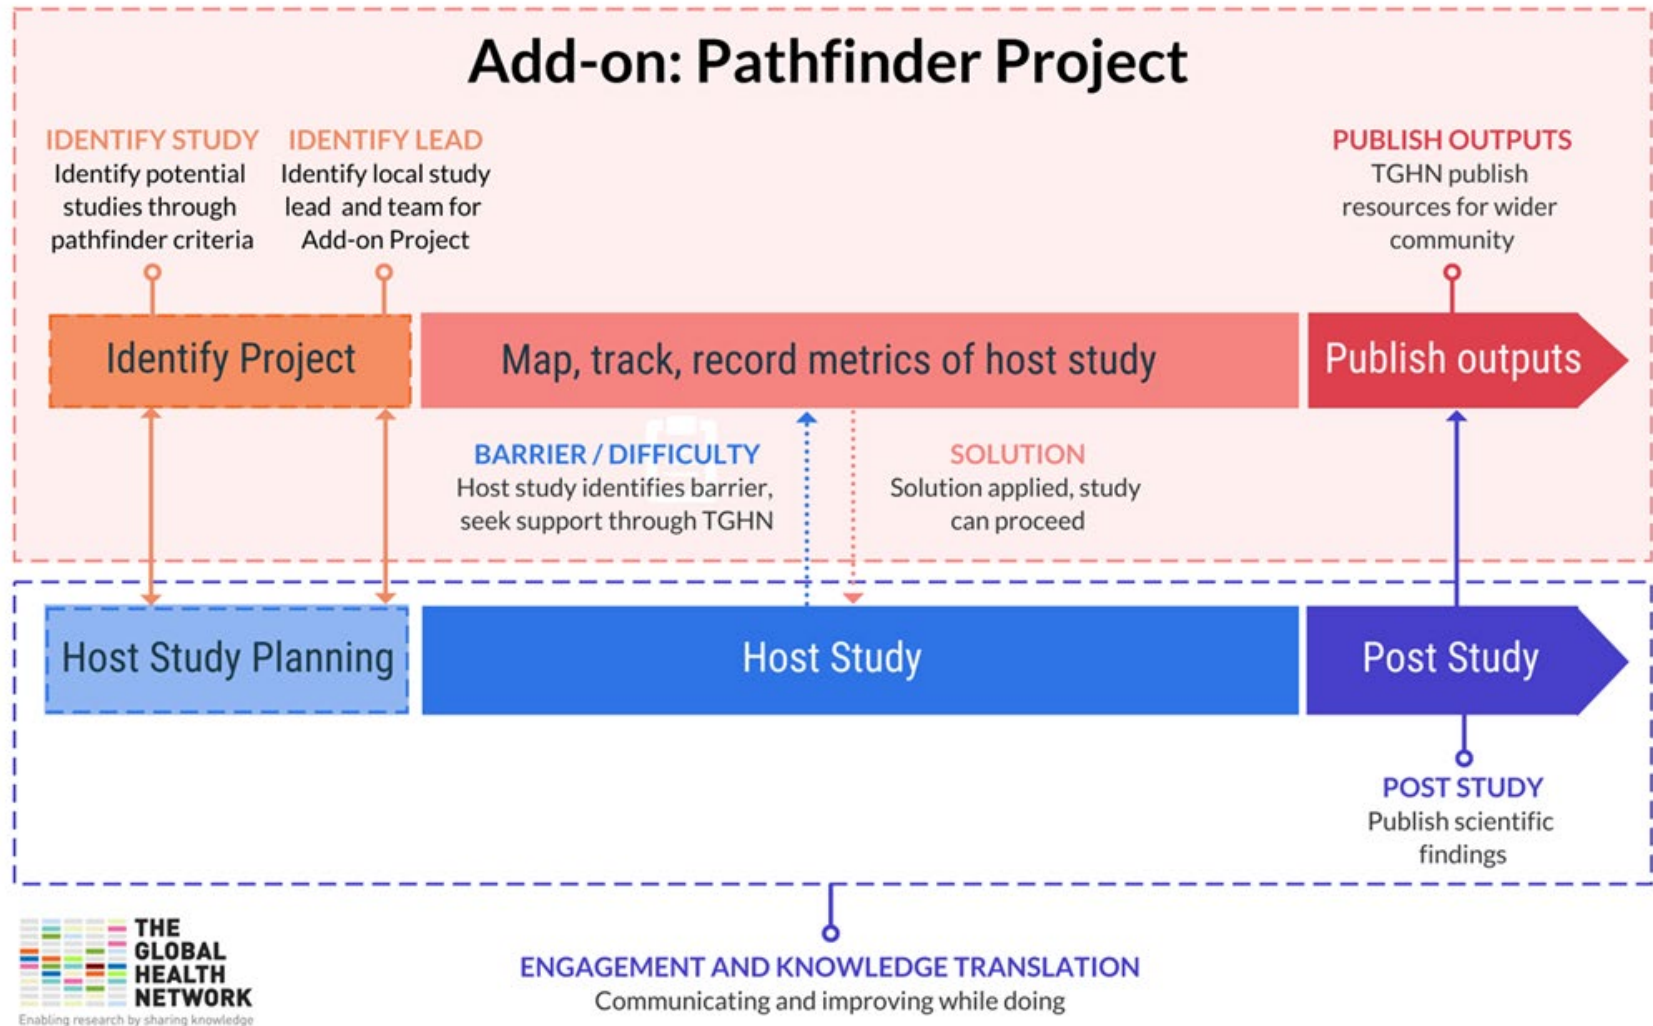 Add-on: Pathfinder Project
IDENTIFY STUDY
Identify potential
studies through
pathfinder criteria
IDENTIFY LEAD
Identify local study
lead and team for
Add-on Project
PUBLISH OUTPUTS
TGHN publish
resources for wider
community
Identify Project
Map, track, record metrics of host study
Publish outputs
BARRIER / DIFFICULTY
Host study identifies barrier,
seek support through TGHN
SOLUTION
Solution applied, study
can proceed
Host Study Planning
Host Study
Post Study
POST STUDY
Publish scientific
findings
THE
GLOBAL
HEALTH
NETWORK
Enabling research by sharing knowledge
ENGAGEMENT AND KNOWLEDGE TRANSLATION
Communicating and improving while doing